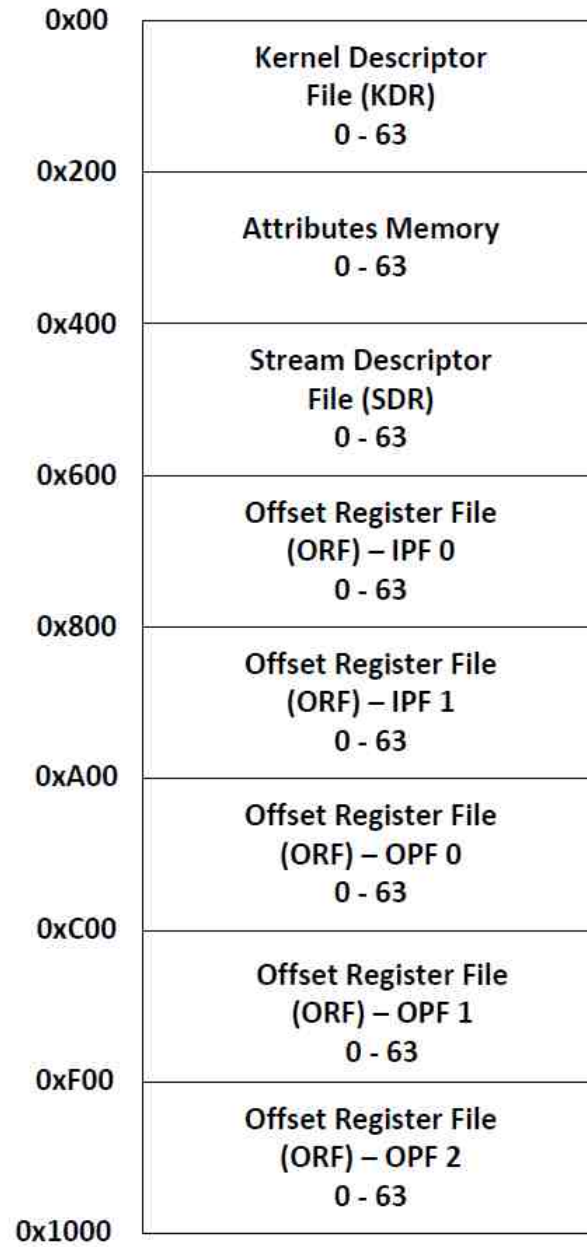 0x00
Kernel Descriptor
File (KDR)
0 - 63
0x200
Attributes Memory
0 - 63
0x400
Stream Descriptor
File (SDR)
0 - 63
0x600
Offset Register File
(ORF) – IPF 0
0 - 63
0x800
Offset Register File
(ORF) – IPF 1
0 - 63
0xA00
Offset Register File
(ORF) – OPF 0
0 - 63
0xC00
Offset Register File
(ORF) – OPF 1
0 - 63
0xF00
Offset Register File
(ORF) – OPF 2
0 - 63
0x1000